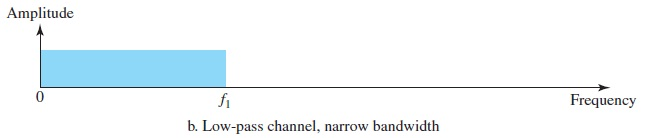 Amplitude
0
f1
Frequency
b. Low-pass channel, narrow bandwidth